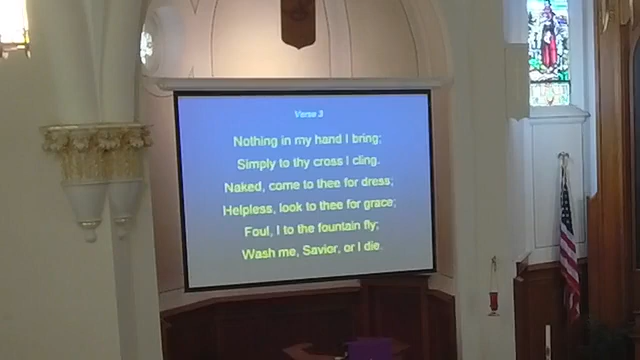 Verse 3
Nothing in my hand I bring;
Simply to thy cross I cling.
Naked, come to thee for dress;
Helpless, look to thee for grace;
Foul, I to the fountain fly;
Wash me, Savior, or I die.